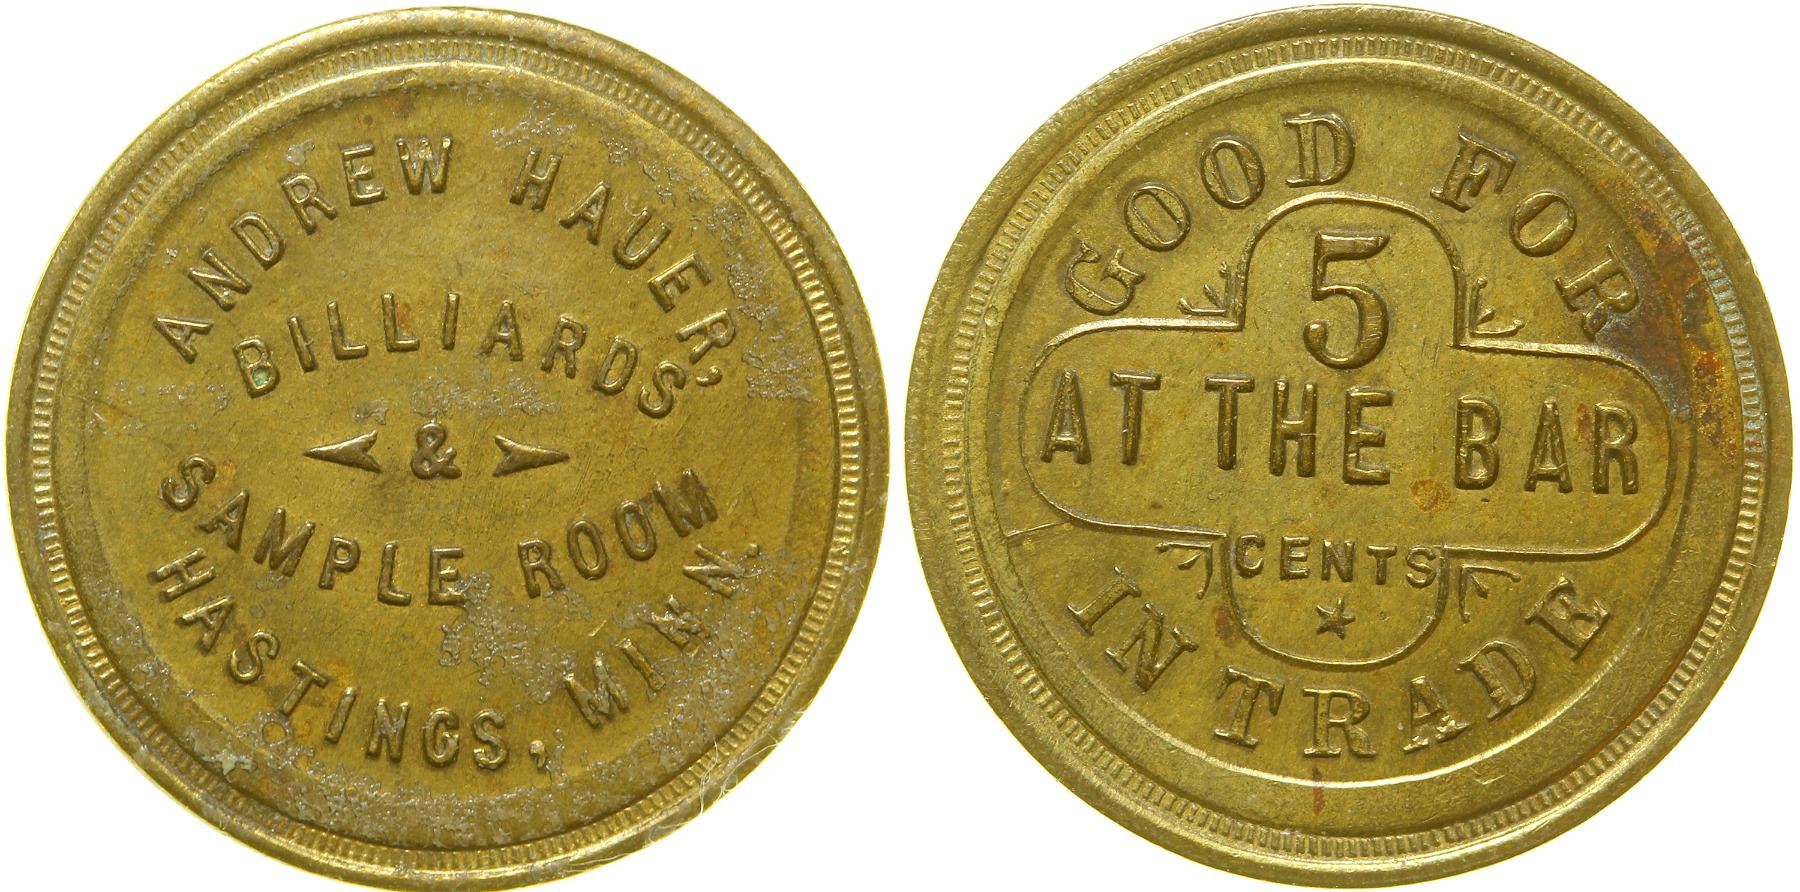 ANDREW HAUER,
BILLIARDS
&
SAMPLE ROOM
HASTINGS, MINN.
GOOD FOR
5
AT THE BAR
CENTS
IN TRADE